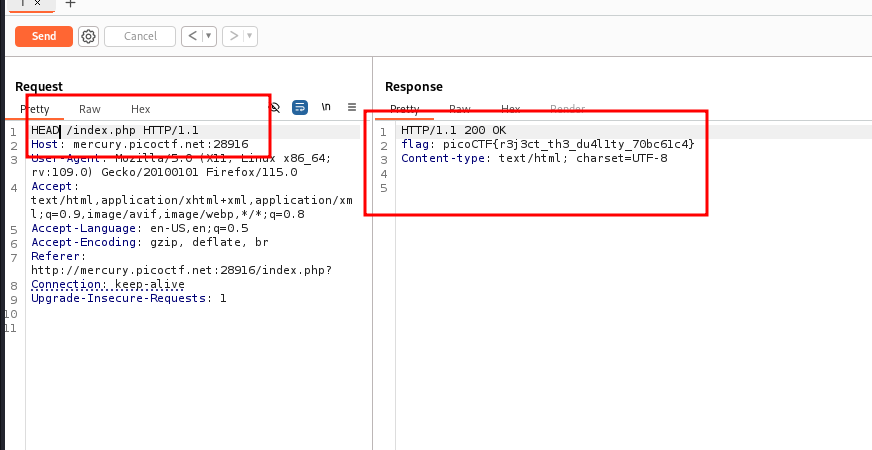 1 × +
Send Cancel < ▼ > ▼
Request
Pretty Raw Hex \n ≡
1 HEAD /index.php HTTP/1.1
2 Host: mercury.picoctf.net:28916
3 User-Agent: Mozilla/5.0 (X11; Linux x86_64;
rv:109.0) Gecko/20100101 Firefox/115.0
4 Accept:
text/html,application/xhtml+xml,application/xm
l;q=0.9,image/avif,image/webp,*/*;q=0.8
5 Accept-Language: en-US,en;q=0.5
6 Accept-Encoding: gzip, deflate, br
7 Referer:
http://mercury.picoctf.net:28916/index.php?
8 Connection: keep-alive
9 Upgrade-Insecure-Requests: 1
10
11
Response
Pretty Raw Hex Render
1 HTTP/1.1 200 OK
2 flag: picoCTF{r3j3ct_th3_du4l1ty_70bc61c4}
3 Content-type: text/html; charset=UTF-8
4
5